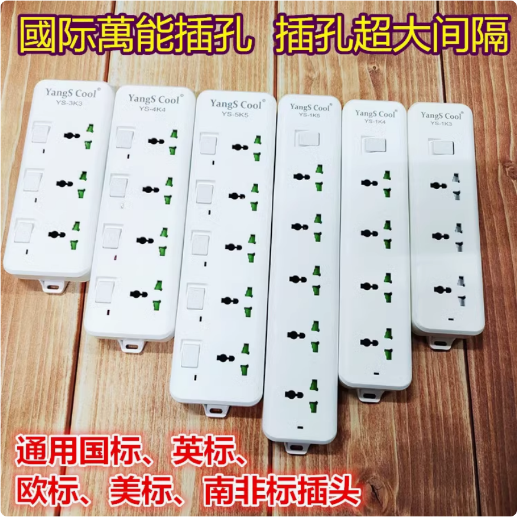 國际萬能插孔 插孔超大间隔
YangS Cool®
YS-3K3
YangS Cool®
YS-4K4
YangS Cool®
YS-5K5
YangS Cool®
YS-1K5
YangS Cool®
YS-1K4
YangS Cool®
YS-1K3
通用国标、英标、
欧标、美标、南非标插头